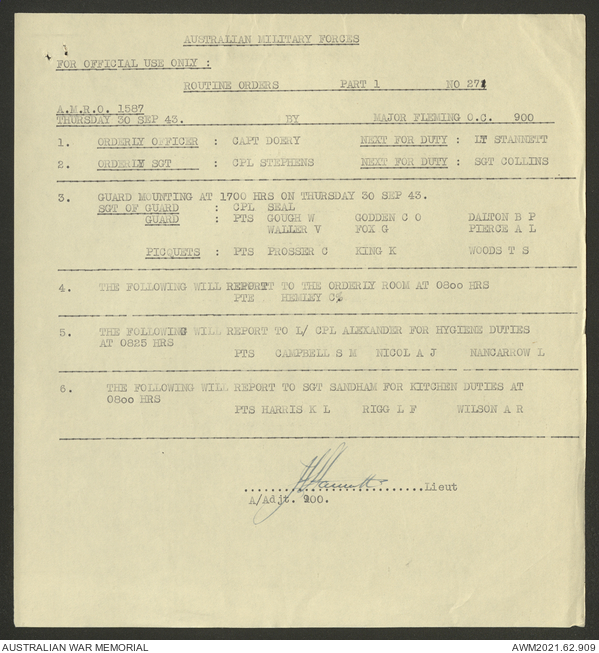 AUSTRALIAN MILITARY FORCES
FOR OFFICIAL USE ONLY :
ROUTINE ORDERS PART 1 NO 271
A.M.R.O. 1587
THURSDAY 30 SEP 43. BY MAJOR FLEMING O.C. 900
1. ORDERLY OFFICER : CAPT DOERY NEXT FOR DUTY : LT STANNETT
2. ORDERLY SGT : CPL STEPHENS NEXT FOR DUTY : SGT COLLINS
3. GUARD MOUNTING AT 1700 HRS ON THURSDAY 30 SEP 43.
SGT OF GUARD : CPL SEAL
GUARD : PTS GOUGH W GODDEN C O DALTON B P
WALLER V FOX G PIERCE A L
PICQUETS : PTS PROSSER C KING K WOODS T S
4. THE FOLLOWING WILL REPORT TO THE ORDERLY ROOM AT 0800 HRS
PTE HEMLEY C
5. THE FOLLOWING WILL REPORT TO L/ CPL ALEXANDER FOR HYGIENE DUTIES
AT 0825 HRS
PTS CAMPBELL S M NICOL A J NANCARROW L
6. THE FOLLOWING WILL REPORT TO SGT SANDHAM FOR KITCHEN DUTIES AT
0800 HRS
PTS HARRIS K L RIGG L F WILSON A R
Lieut
A/Adjt. 900.
AUSTRALIAN WAR MEMORIAL AWM2021.62.909